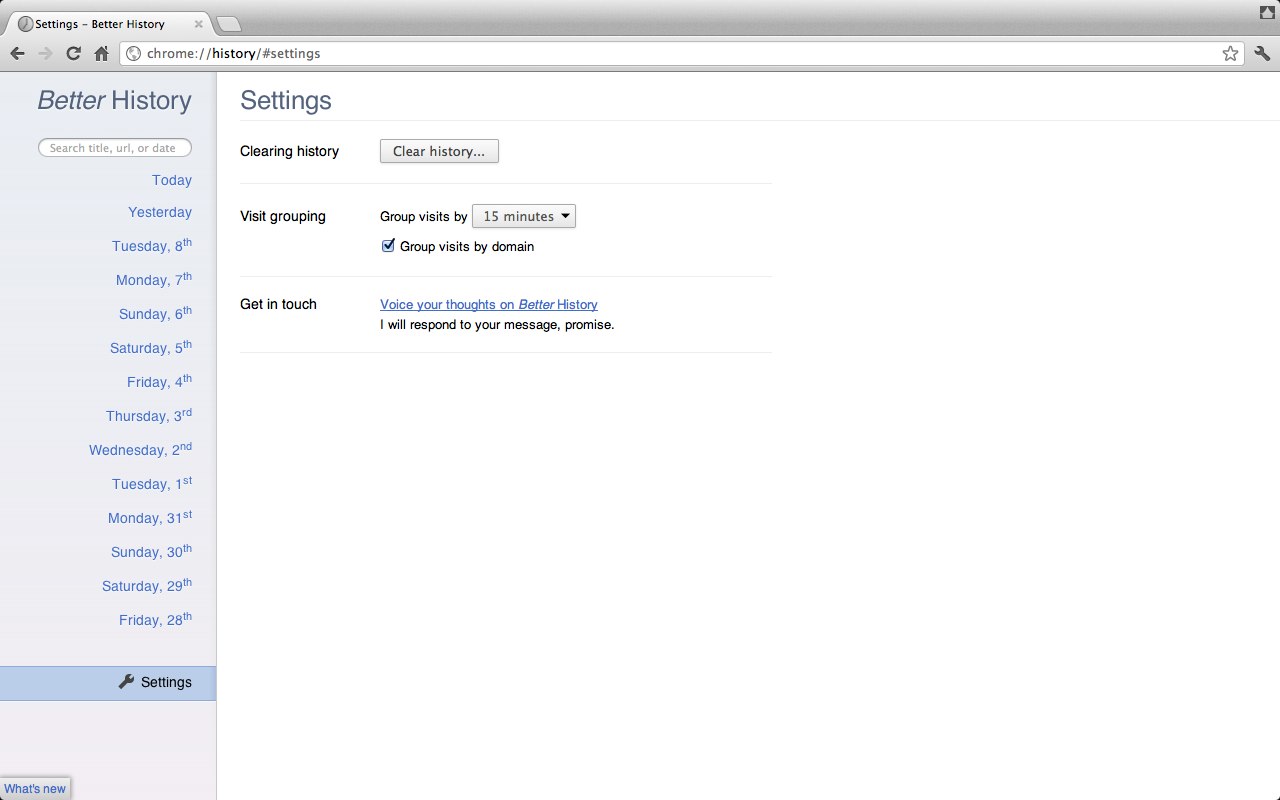 Settings – Better History
chrome://history/#settings
Better History
Search title, url, or date
Today
Yesterday
Tuesday, 8th
Monday, 7th
Sunday, 6th
Saturday, 5th
Friday, 4th
Thursday, 3rd
Wednesday, 2nd
Tuesday, 1st
Monday, 31st
Sunday, 30th
Saturday, 29th
Friday, 28th
Settings
What's new
Settings
Clearing history Clear history...
Visit grouping Group visits by 15 minutes
Group visits by domain
Get in touch Voice your thoughts on Better History
I will respond to your message, promise.